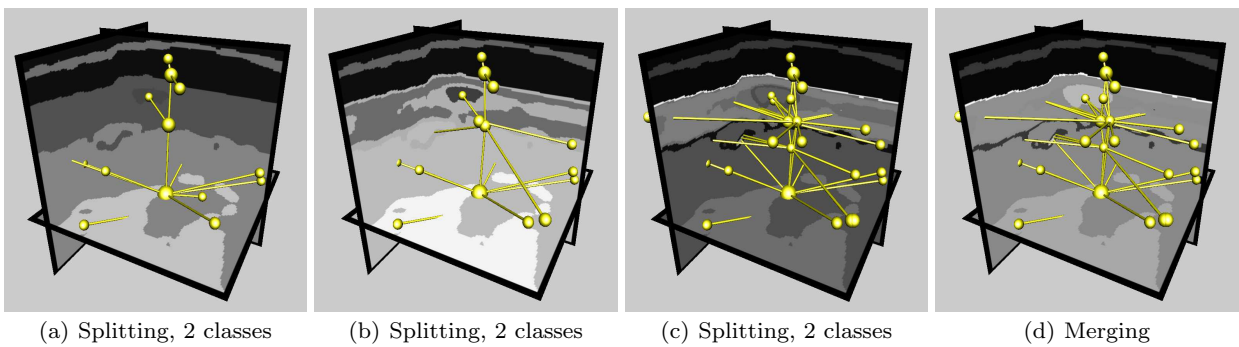 (a) Splitting, 2 classes
(b) Splitting, 2 classes
(c) Splitting, 2 classes
(d) Merging